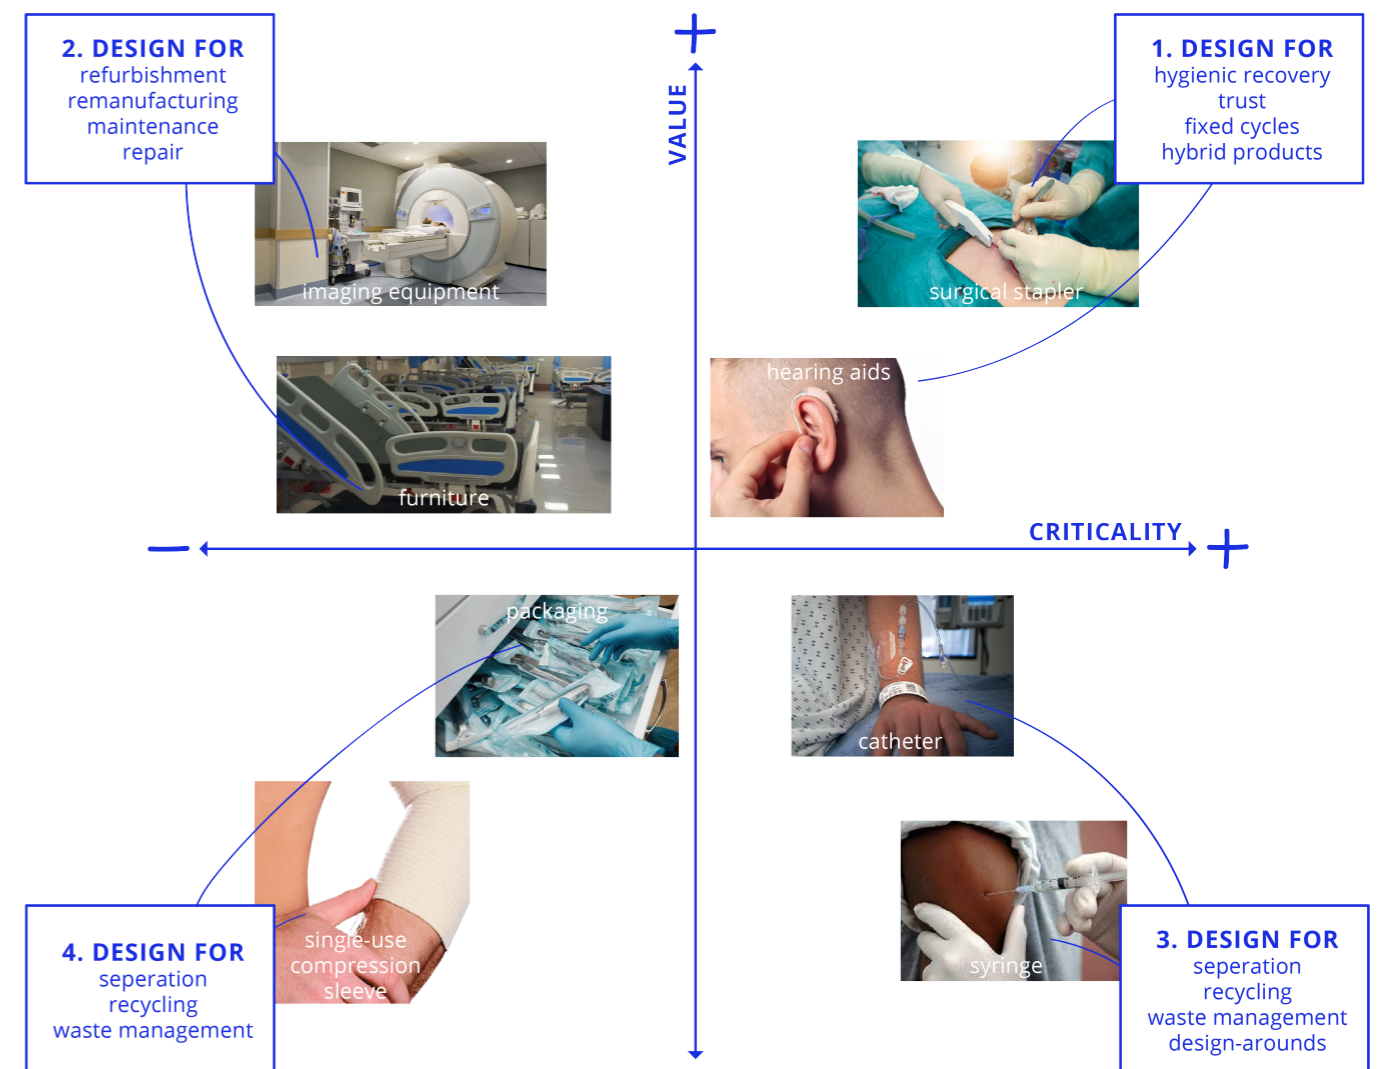 2. DESIGN FOR
refurbishment
remanufacturing
maintenance
repair
+
VALUE
1. DESIGN FOR
hygienic recovery
trust
fixed cycles
hybrid products
imaging equipment
surgical stapler
furniture
hearing aids
−
CRITICALITY
+
packaging
catheter
single-use
compression
sleeve
syringe
4. DESIGN FOR
seperation
recycling
waste management
3. DESIGN FOR
seperation
recycling
waste management
design-arounds